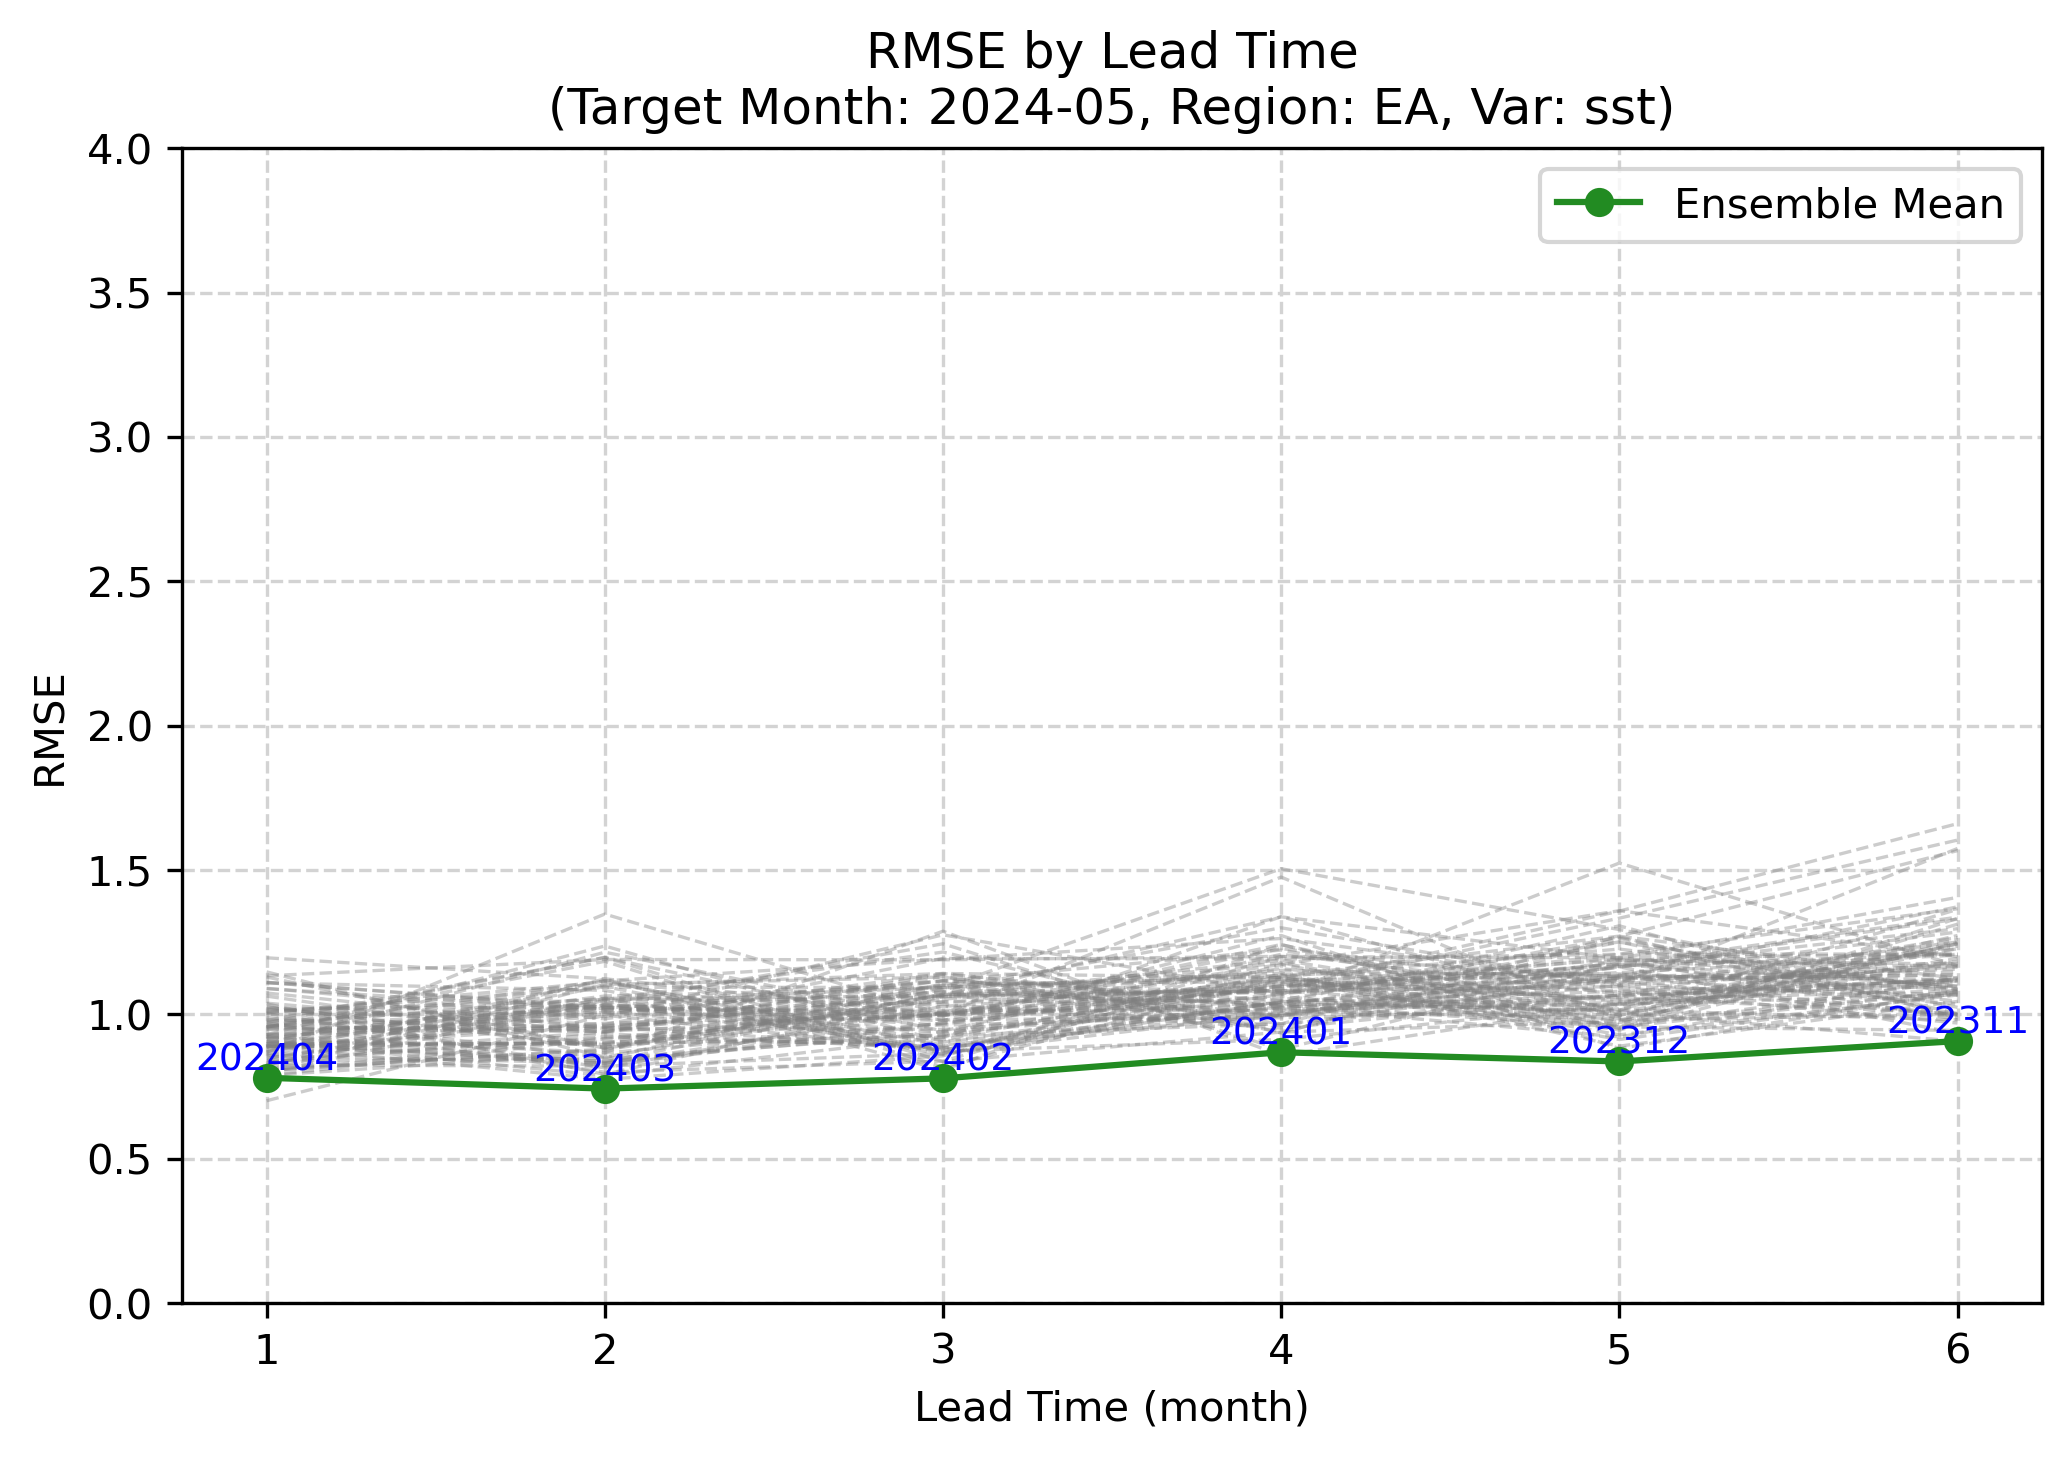 RMSE by Lead Time
(Target Month: 2024-05, Region: EA, Var: sst)
4.0
Ensemble Mean
3.5
3.0
2.5
2.0
RMSE
1.5
1.0
202404
202403
202402
202401
202312
202311
0.5
0.0
1 2 3 4 5 6
Lead Time (month)